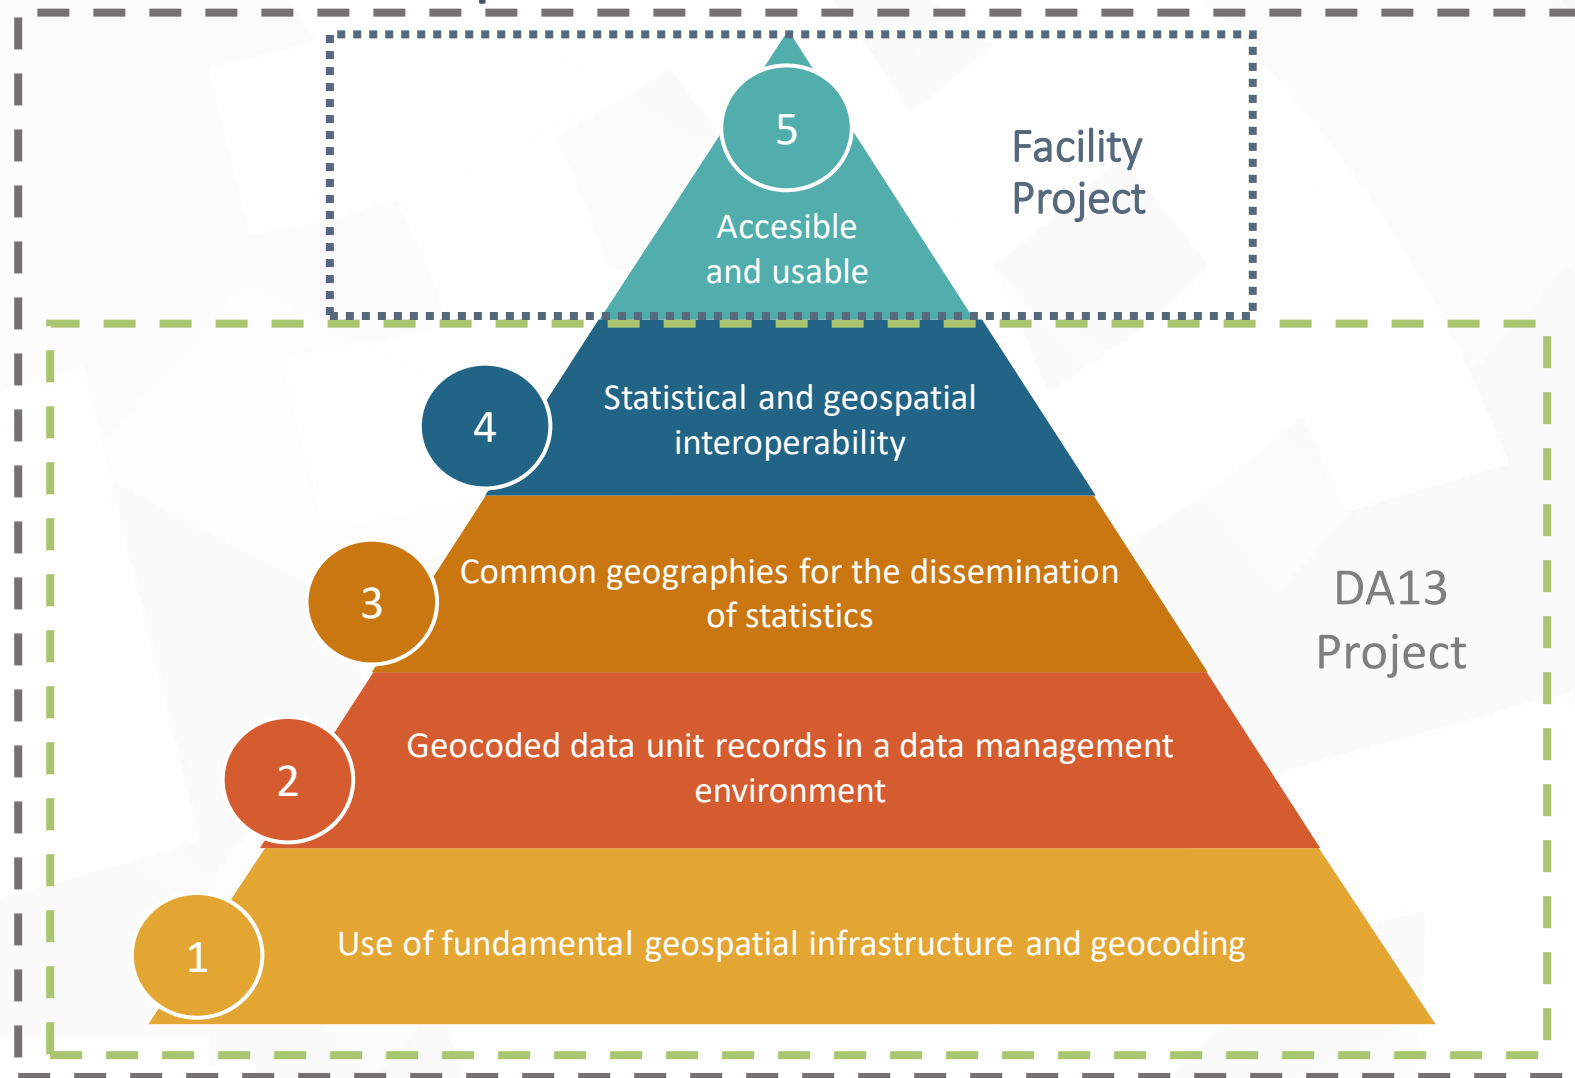 5
Facility
Project
Accesible
and usable
4
Statistical and geospatial
interoperability
3
Common geographies for the dissemination
of statistics
DA13
Project
2
Geocoded data unit records in a data management
environment
1
Use of fundamental geospatial infrastructure and geocoding